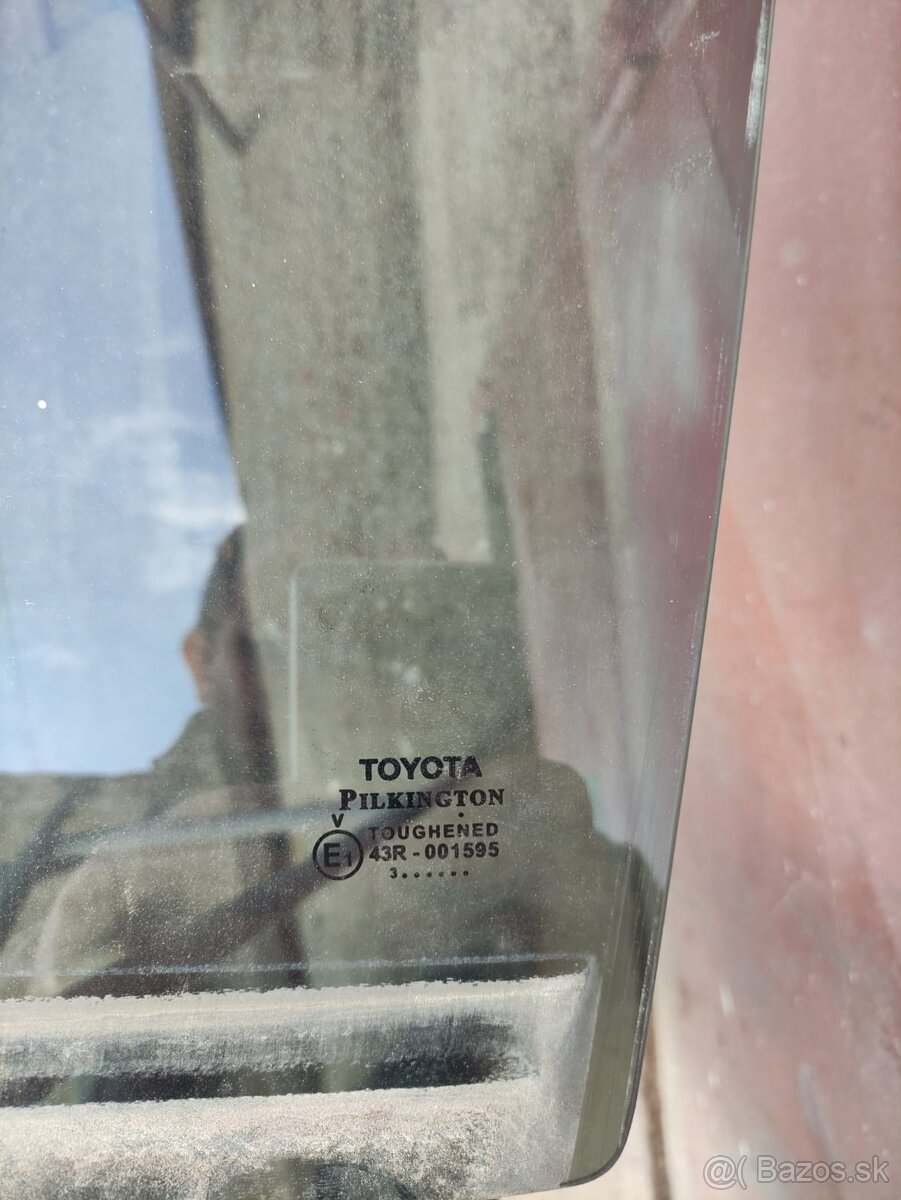 TOYOTA
PILKINGTON
V
TOUGHENED
E1 43R - 001595
3......
@( Bazos.sk